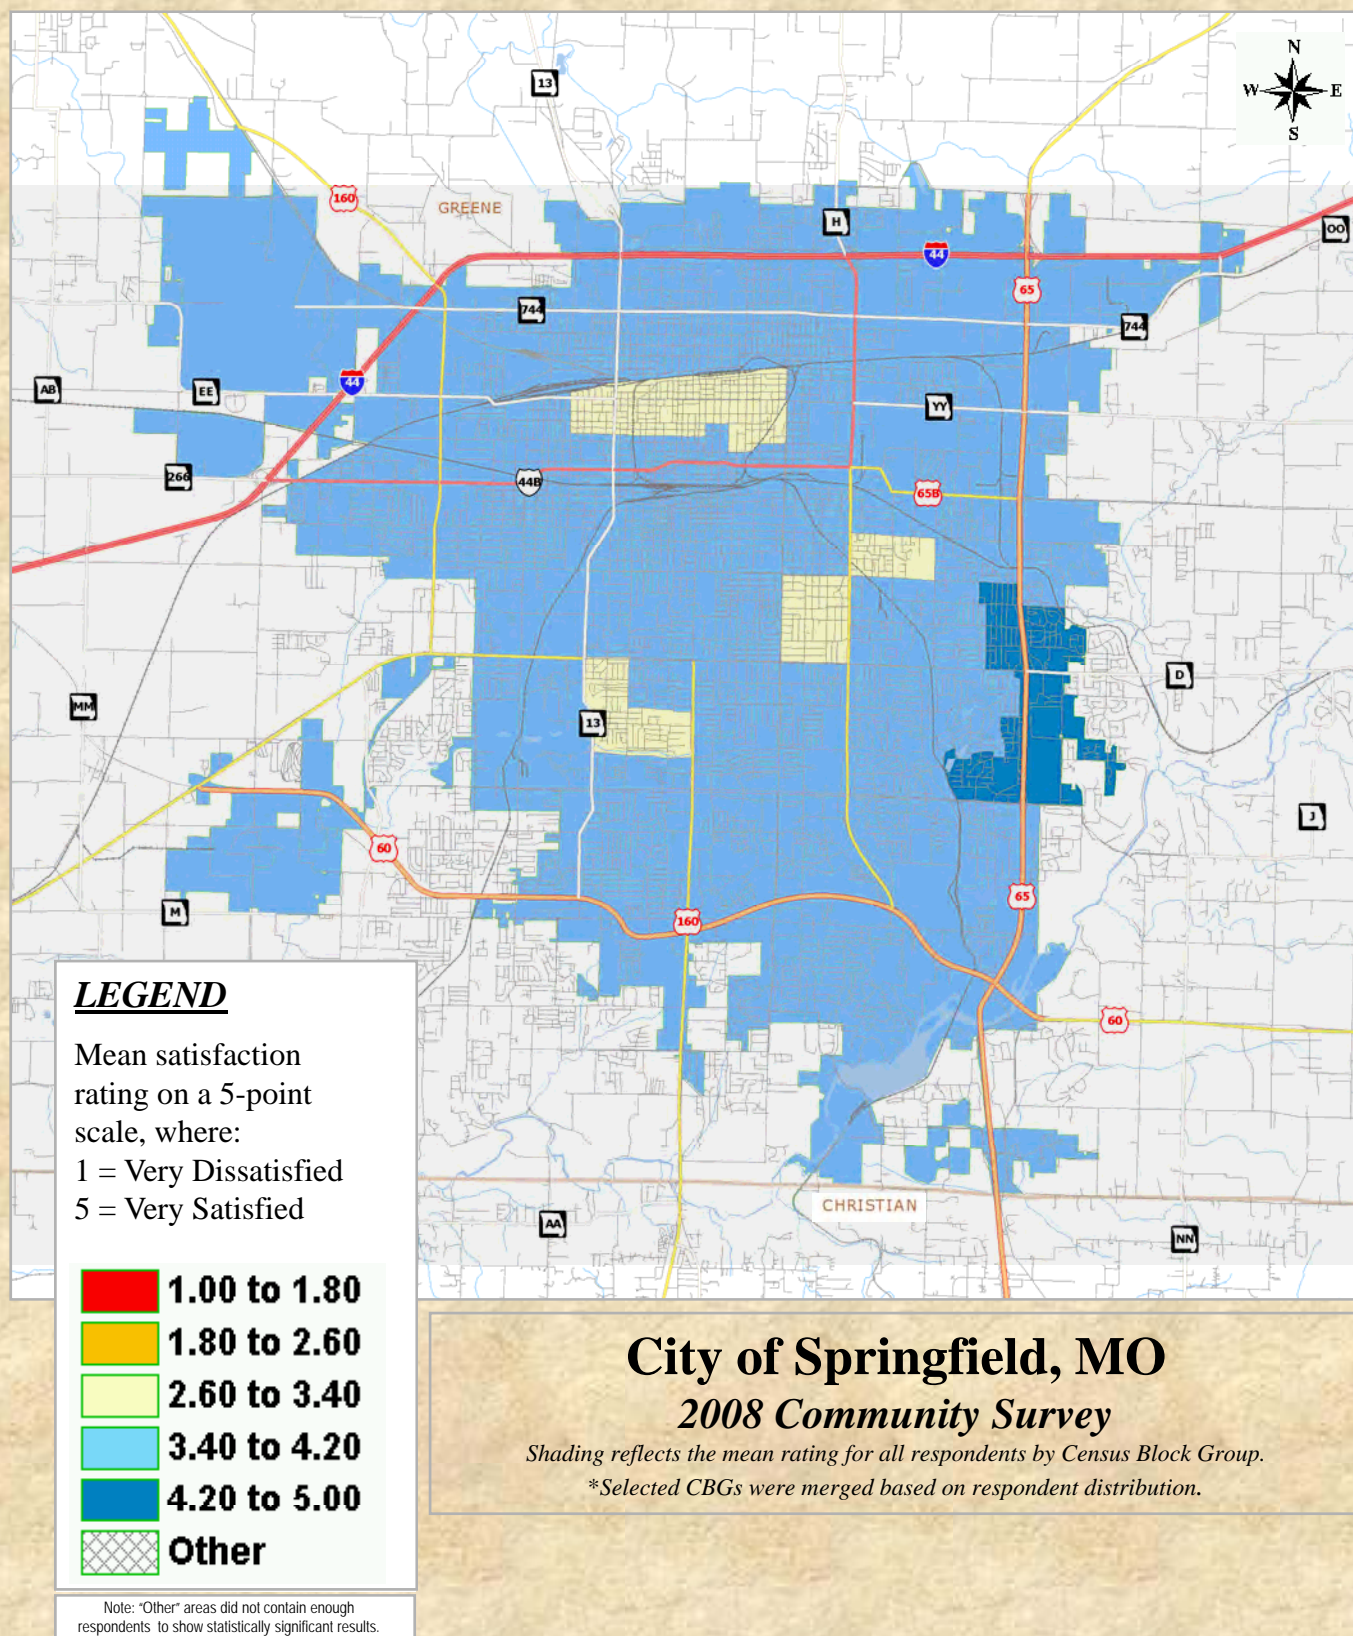 N
W E
S
13
160
GREENE
H
OO
44
65
744
744
44
AB
EE
YY
266
44B
65B
D
MM
13
J
60
65
M
160
60
CHRISTIAN
AA
NN
LEGEND
Mean satisfaction
rating on a 5-point
scale, where:
1 = Very Dissatisfied
5 = Very Satisfied
1.00 to 1.80
1.80 to 2.60
2.60 to 3.40
3.40 to 4.20
4.20 to 5.00
Other
Note: “Other” areas did not contain enough
respondents to show statistically significant results.
City of Springfield, MO
2008 Community Survey
Shading reflects the mean rating for all respondents by Census Block Group.
*Selected CBGs were merged based on respondent distribution.